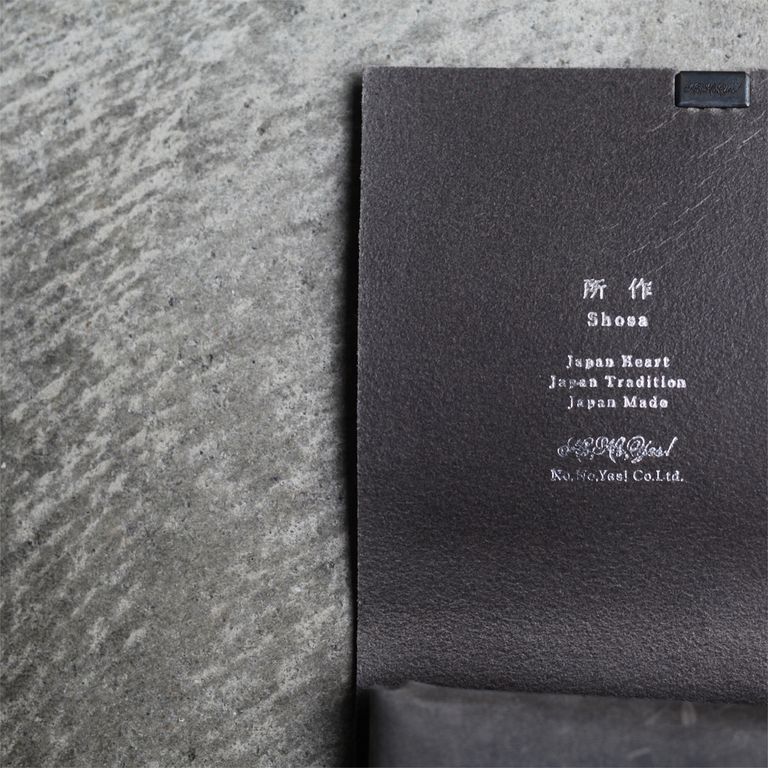 所作
Shosa
Japan Heart
Japan Tradition
Japan Made
No,No,Yes!
No,No,Yes! Co.Ltd.